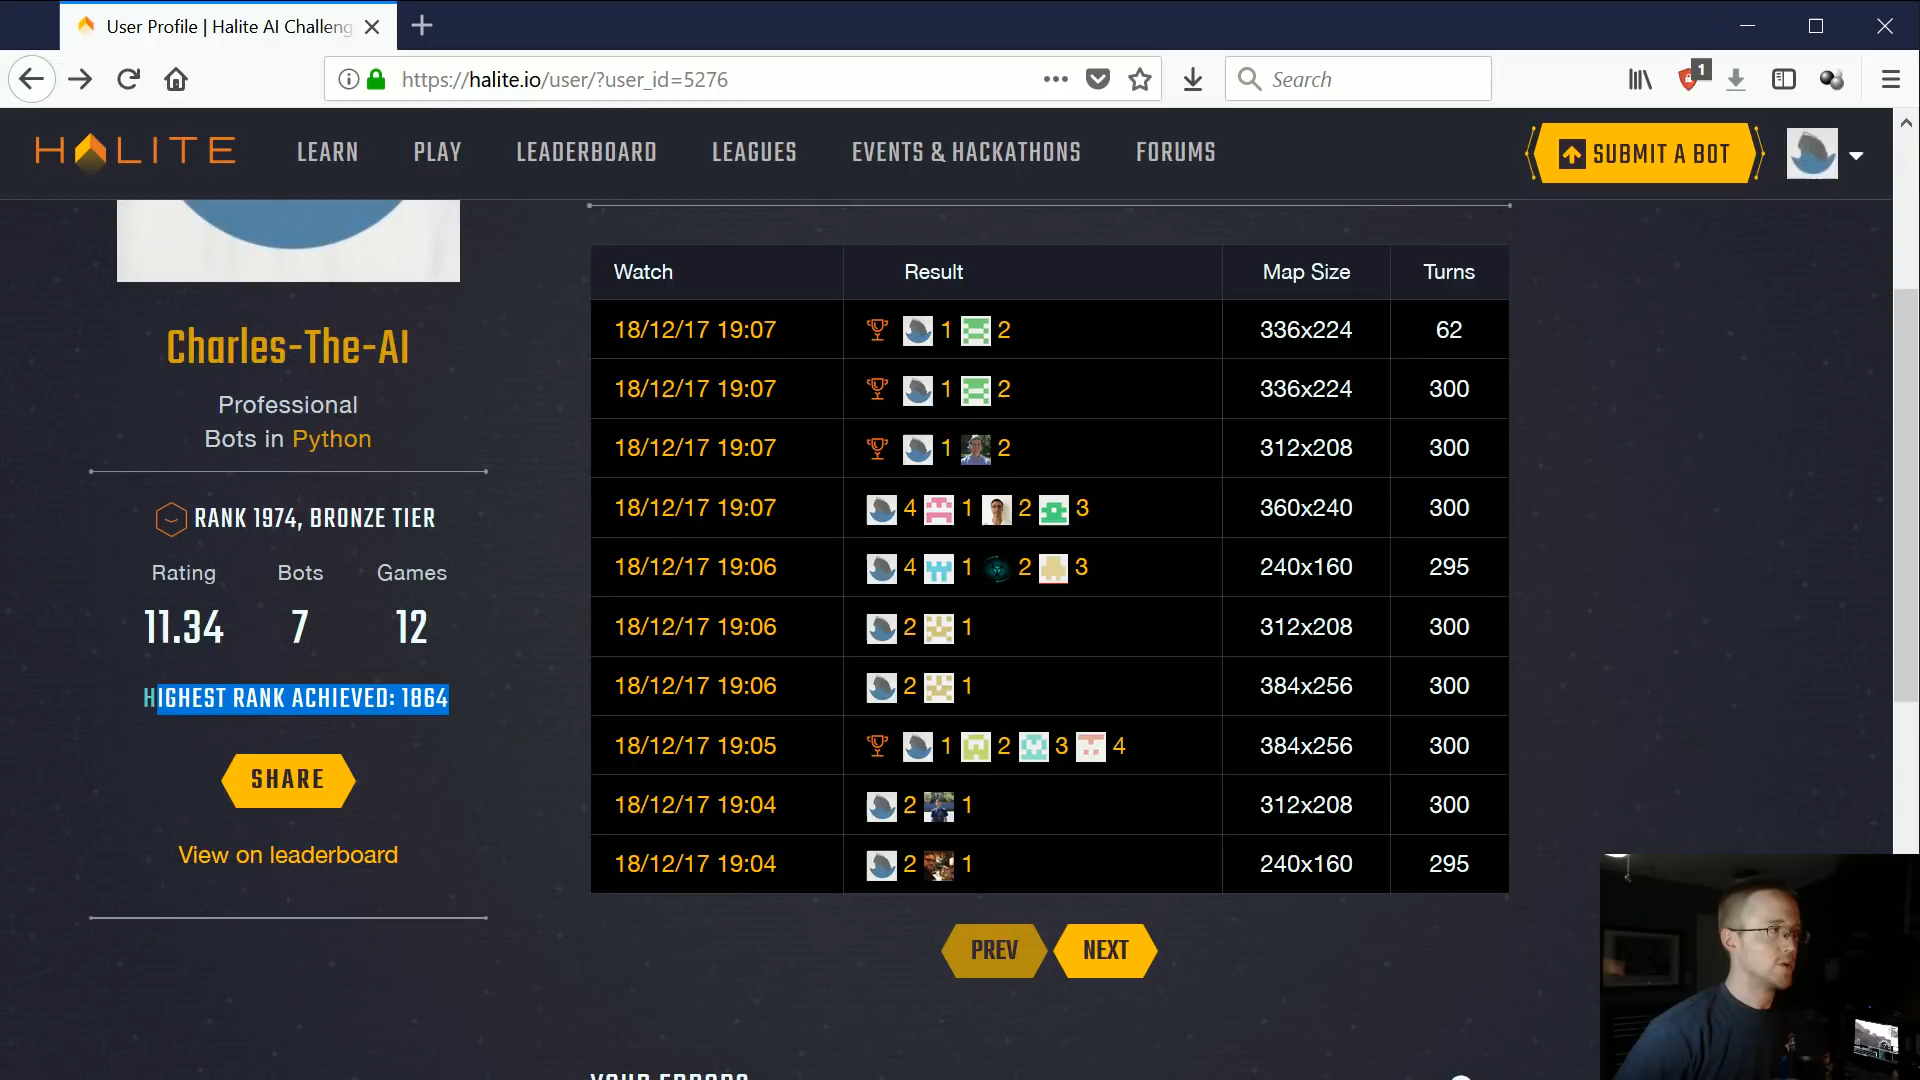 User Profile | Halite AI Challeng
https://halite.io/user/?user_id=5276
Search
1
HALITE
LEARN
PLAY
LEADERBOARD
LEAGUES
EVENTS & HACKATHONS
FORUMS
SUBMIT A BOT
Charles-The-AI
Professional
Bots in Python
RANK 1974, BRONZE TIER
Rating Bots Games
11.34 7 12
HIGHEST RANK ACHIEVED: 1864
SHARE
View on leaderboard
Watch Result Map Size Turns
18/12/17 19:07 1 2 336x224 62
18/12/17 19:07 1 2 336x224 300
18/12/17 19:07 1 2 312x208 300
18/12/17 19:07 4 1 2 3 360x240 300
18/12/17 19:06 4 1 2 3 240x160 295
18/12/17 19:06 2 1 312x208 300
18/12/17 19:06 2 1 384x256 300
18/12/17 19:05 1 2 3 4 384x256 300
18/12/17 19:04 2 1 312x208 300
18/12/17 19:04 2 1 240x160 295
PREV NEXT
YOUR ERRORS